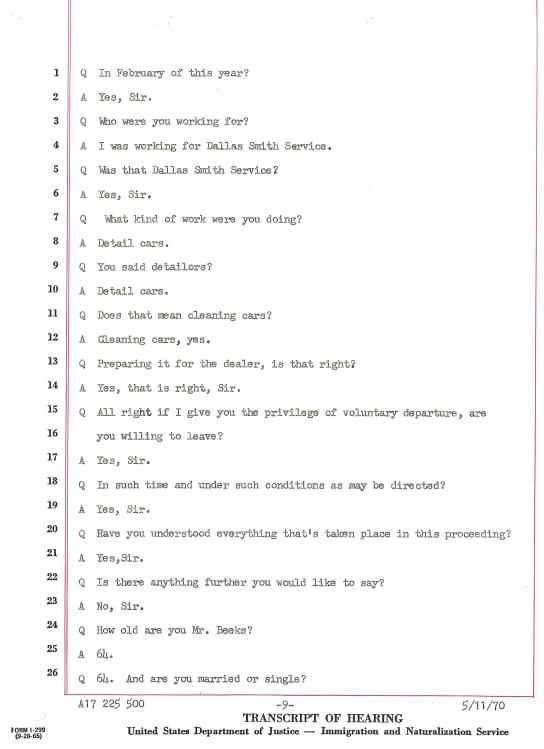 1 Q In February of this year?
2 A Yes, Sir.
3 Q Who were you working for?
4 A I was working for Dallas Smith Service.
5 Q Was that Dallas Smith Service?
6 A Yes, Sir.
7 Q What kind of work were you doing?
8 A Detail cars.
9 Q You said detailors?
10 A Detail cars.
11 Q Does that mean cleaning cars?
12 A Cleaning cars, yes.
13 Q Preparing it for the dealer, is that right?
14 A Yes, that is right, Sir.
15 Q All right if I give you the privilege of voluntary departure, are
16 you willing to leave?
17 A Yes, Sir.
18 Q In such time and under such conditions as may be directed?
19 A Yes, Sir.
20 Q Have you understood everything that's taken place in this proceeding?
21 A Yes,Sir.
22 Q Is there anything further you would like to say?
23 A No, Sir.
24 Q How old are you Mr. Beeks?
25 A 64.
26 Q 64. And are you married or single?
A17 225 500 -9- 5/11/70
TRANSCRIPT OF HEARING
FORM I-299
(9-28-65)
United States Department of Justice — Immigration and Naturalization Service